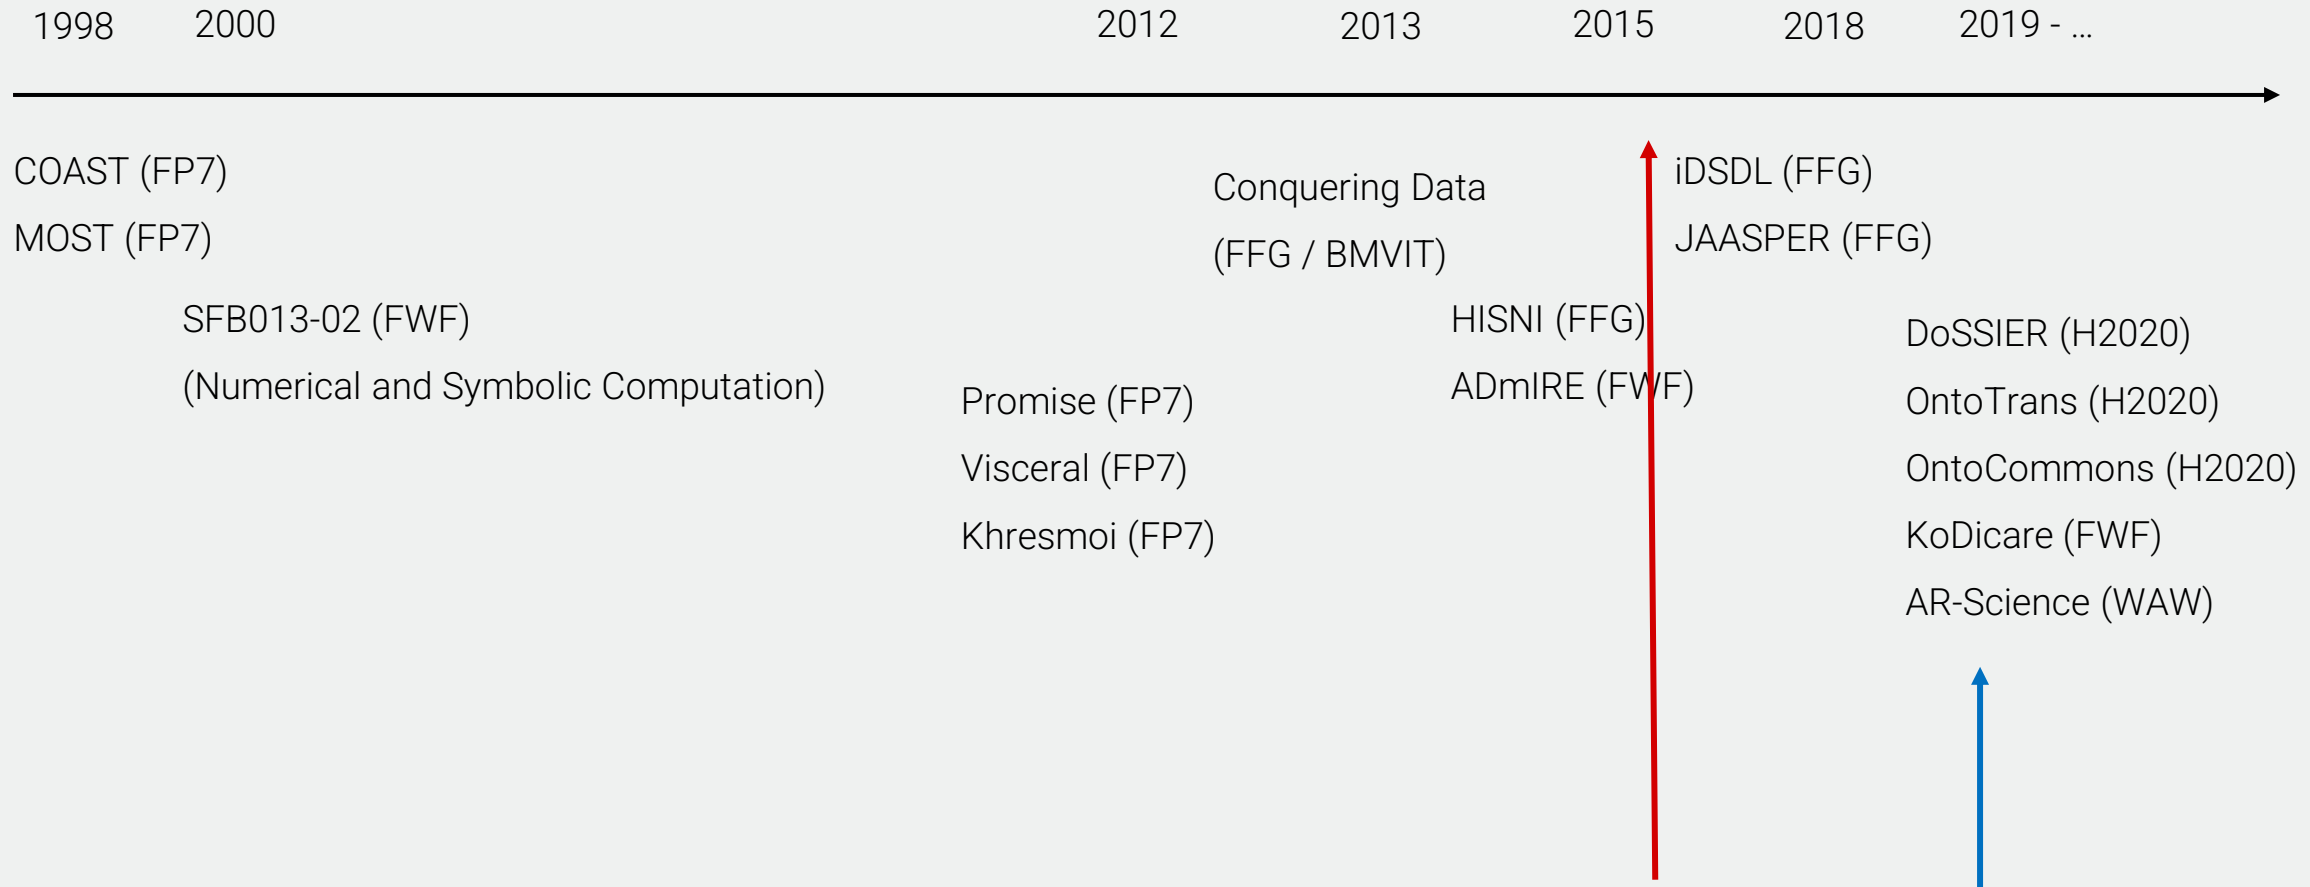 1998
2000
2012
2013
2015
2018
2019 - ...
COAST (FP7)
MOST (FP7)
SFB013-02 (FWF)
(Numerical and Symbolic Computation)
Promise (FP7)
Visceral (FP7)
Khresmoi (FP7)
Conquering Data
(FFG / BMVIT)
HISNI (FFG)
ADmIRE (FWF)
iDSDL (FFG)
JAASPER (FFG)
DoSSIER (H2020)
OntoTrans (H2020)
OntoCommons (H2020)
KoDicare (FWF)
AR-Science (WAW)